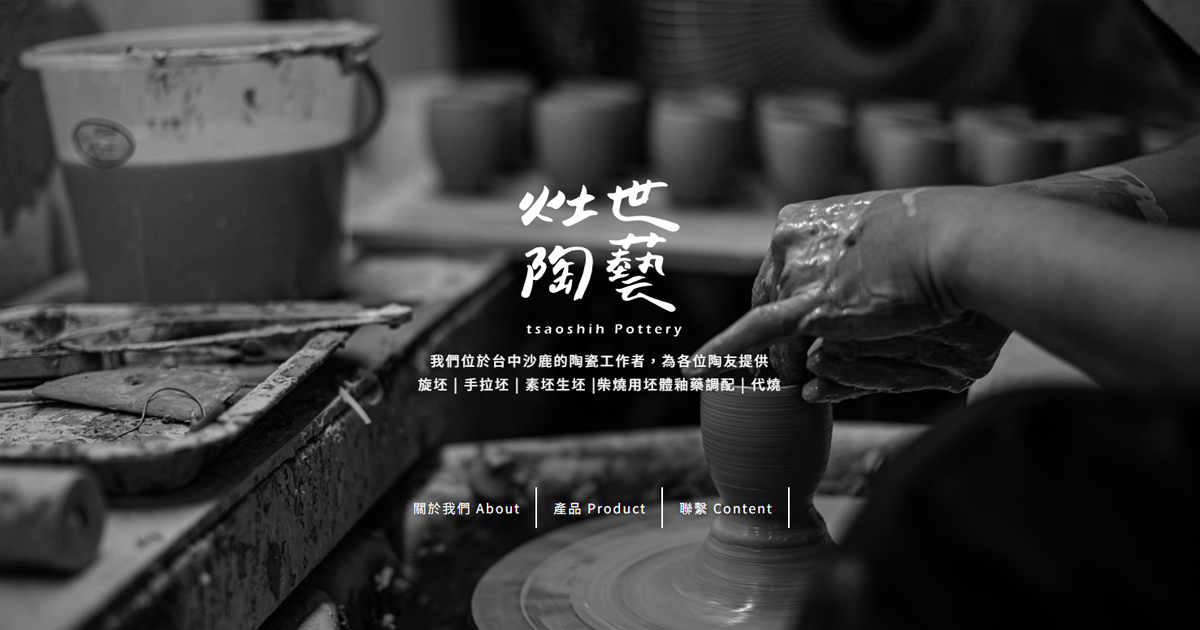 灶世
陶藝
tsaoshih Pottery
我們位於台中沙鹿的陶瓷工作者，為各位陶友提供
旋坯 | 手拉坯 | 素坯生坯 |柴燒用坯體釉藥調配 | 代燒
關於我們 About
產品 Product
聯繫 Content